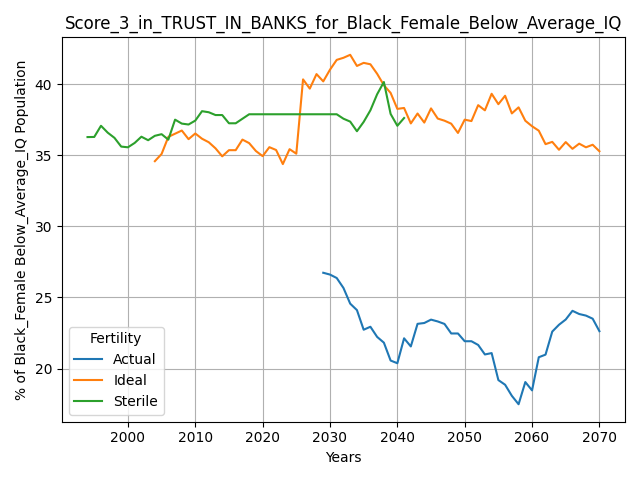 Score_3_in_TRUST_IN_BANKS_for_Black_Female_Below_Average_IQ
% of Black_Female Below_Average_IQ Population
40
35
30
25
20
Fertility
Actual
Ideal
Sterile
2000 2010 2020 2030 2040 2050 2060 2070
Years